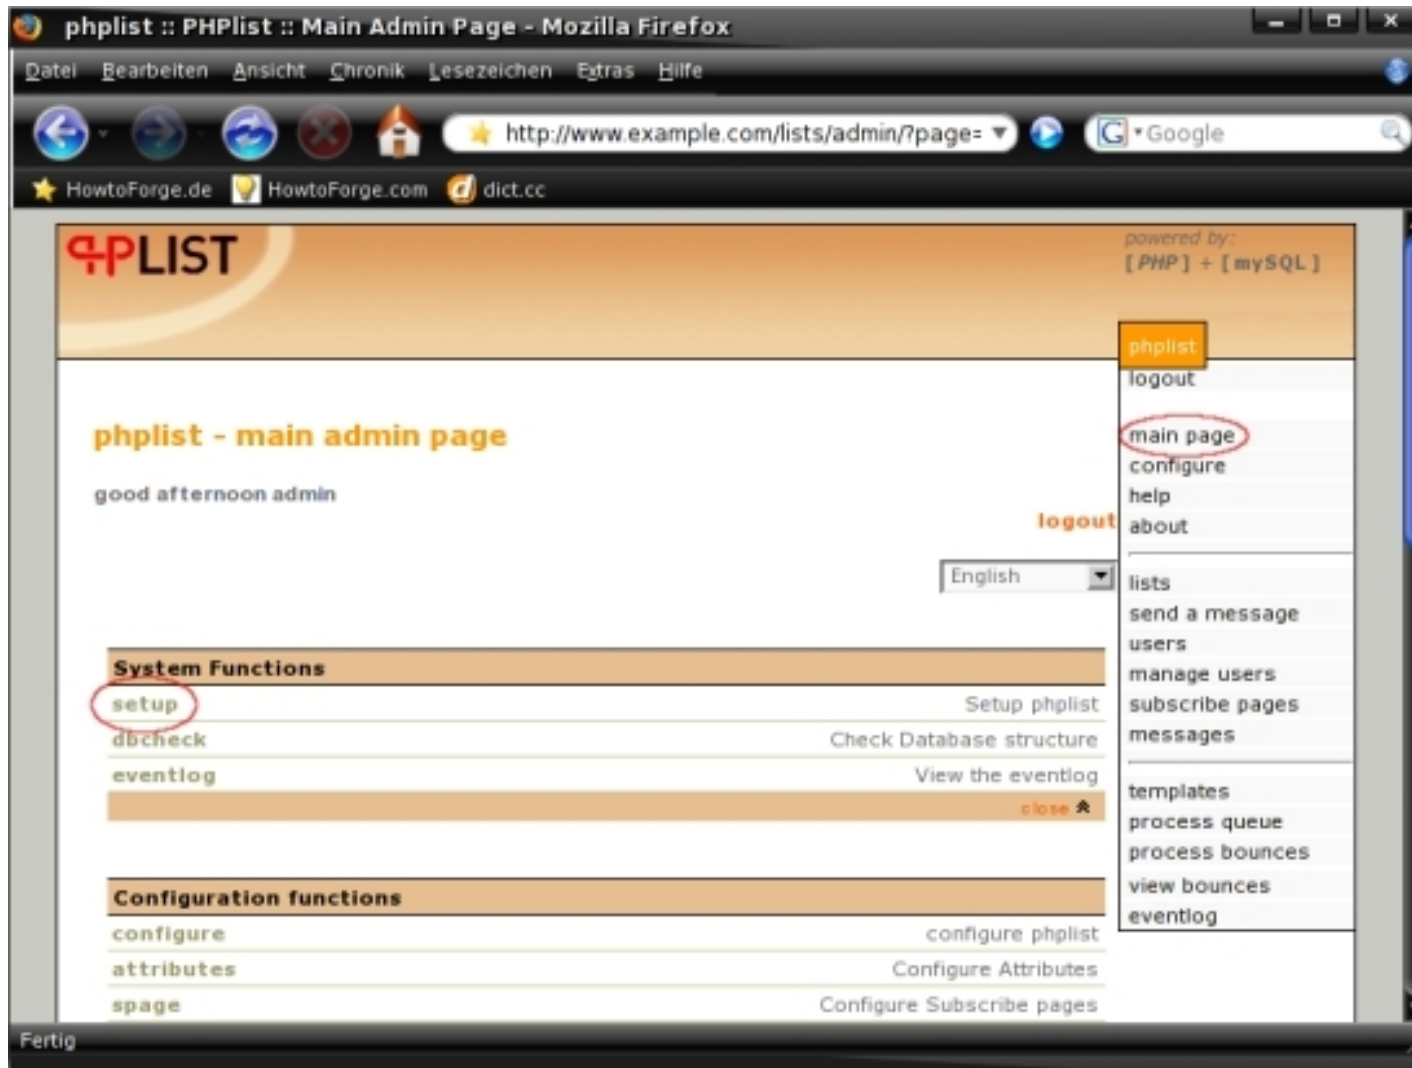 phplist :: PHPlist :: Main Admin Page - Mozilla Firefox
Datei Bearbeiten Ansicht Chronik Lesezeichen Extras Hilfe
http://www.example.com/lists/admin/?page=
G Google
HowtoForge.de HowtoForge.com d dict.cc
PHPLIST
powered by:
[PHP] + [mySQL]
phplist
logout
main page
configure
help
about
lists
send a message
users
manage users
subscribe pages
messages
templates
process queue
process bounces
view bounces
eventlog
phplist - main admin page
good afternoon admin
logout
English
System Functions
setup Setup phplist
dbcheck Check Database structure
eventlog View the eventlog
close
Configuration functions
configure configure phplist
attributes Configure Attributes
spage Configure Subscribe pages
Fertig